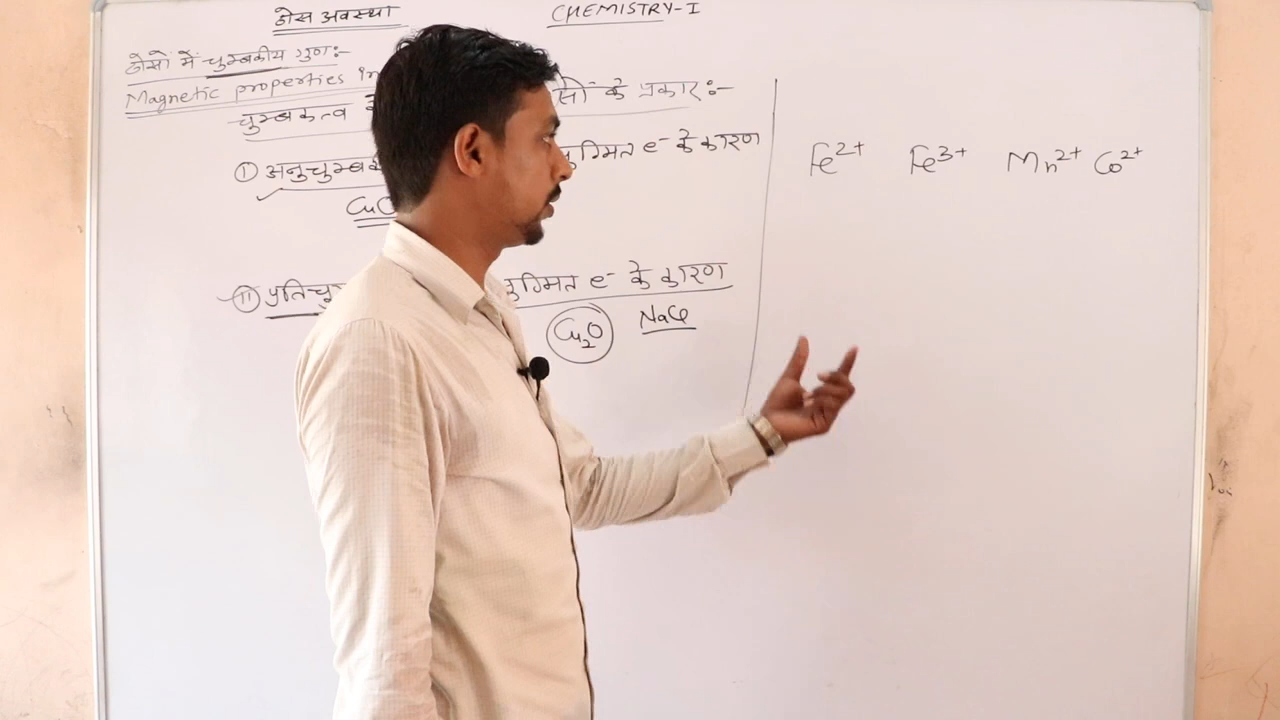 ठोस अवस्था CHEMISTRY-I
ठोसो में चुम्बकीय गुण:-
Magnetic properties in
चुम्बकत्व के प्रकार:-
① अनुचुम्बक e⁻ के कारण
CuO
② प्रतिचु e⁻ के कारण
Cu₂O NaCl
Fe²⁺ Fe³⁺ Mn²⁺ Co²⁺